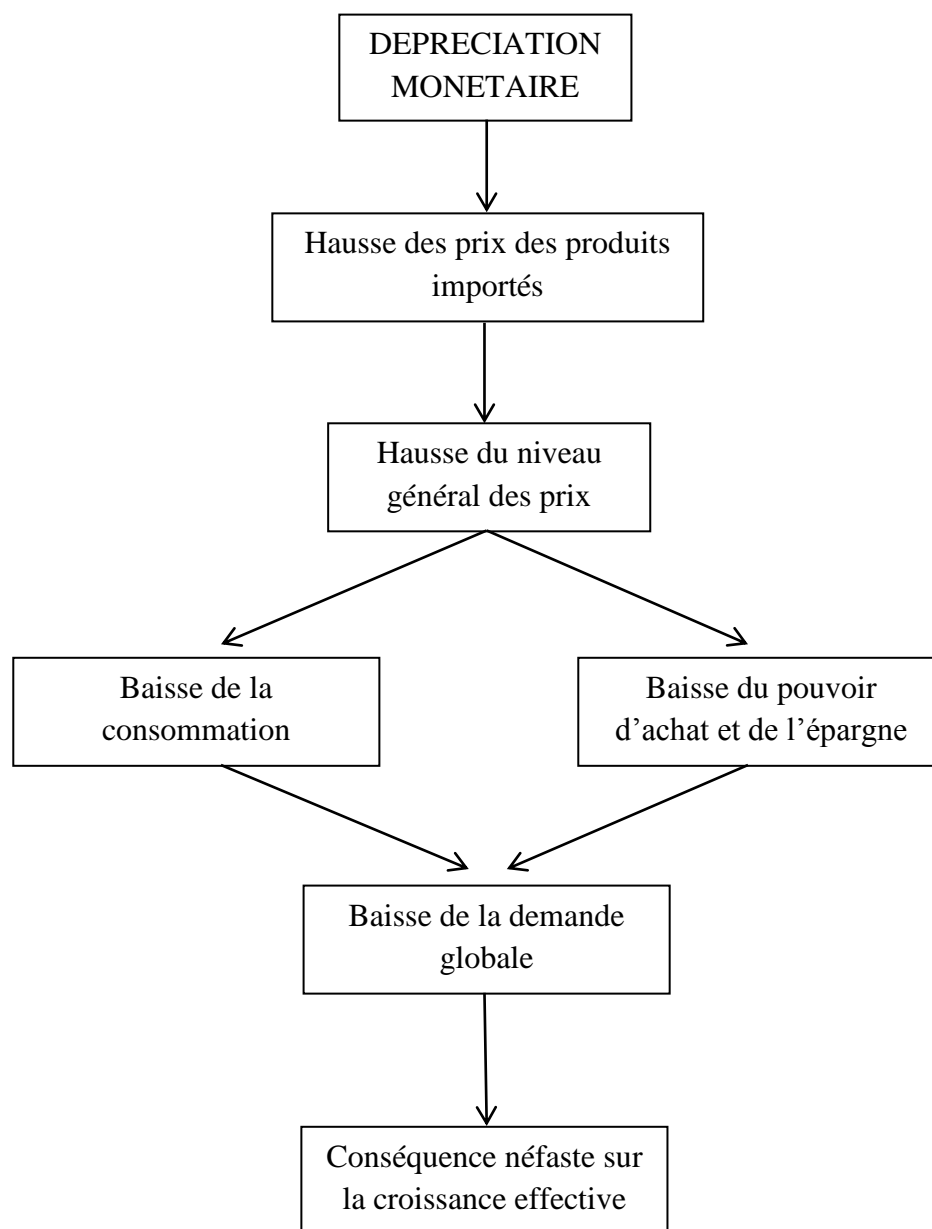 DEPRECIATION
MONETAIRE
Hausse des prix des produits
importés
Hausse du niveau
général des prix
Baisse de la
consommation
Baisse du pouvoir
d’achat et de l’épargne
Baisse de la demande
globale
Conséquence néfaste sur
la croissance effective